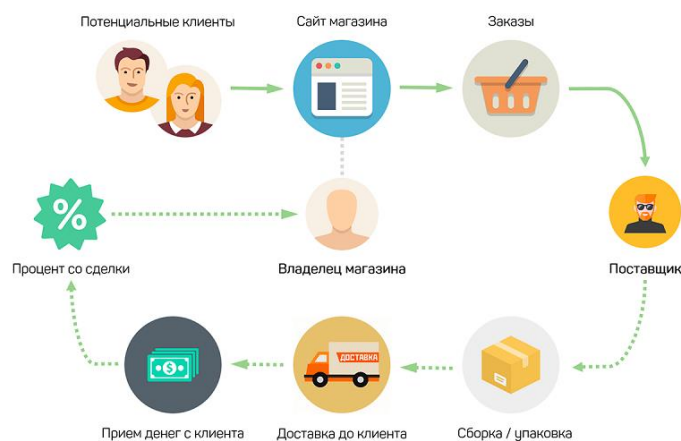 Потенциальные клиенты
Сайт магазина
Заказы
%
Процент со сделки
Владелец магазина
Поставщик
ДОСТАВКА
$
Прием денег с клиента
Доставка до клиента
Сборка / упаковка